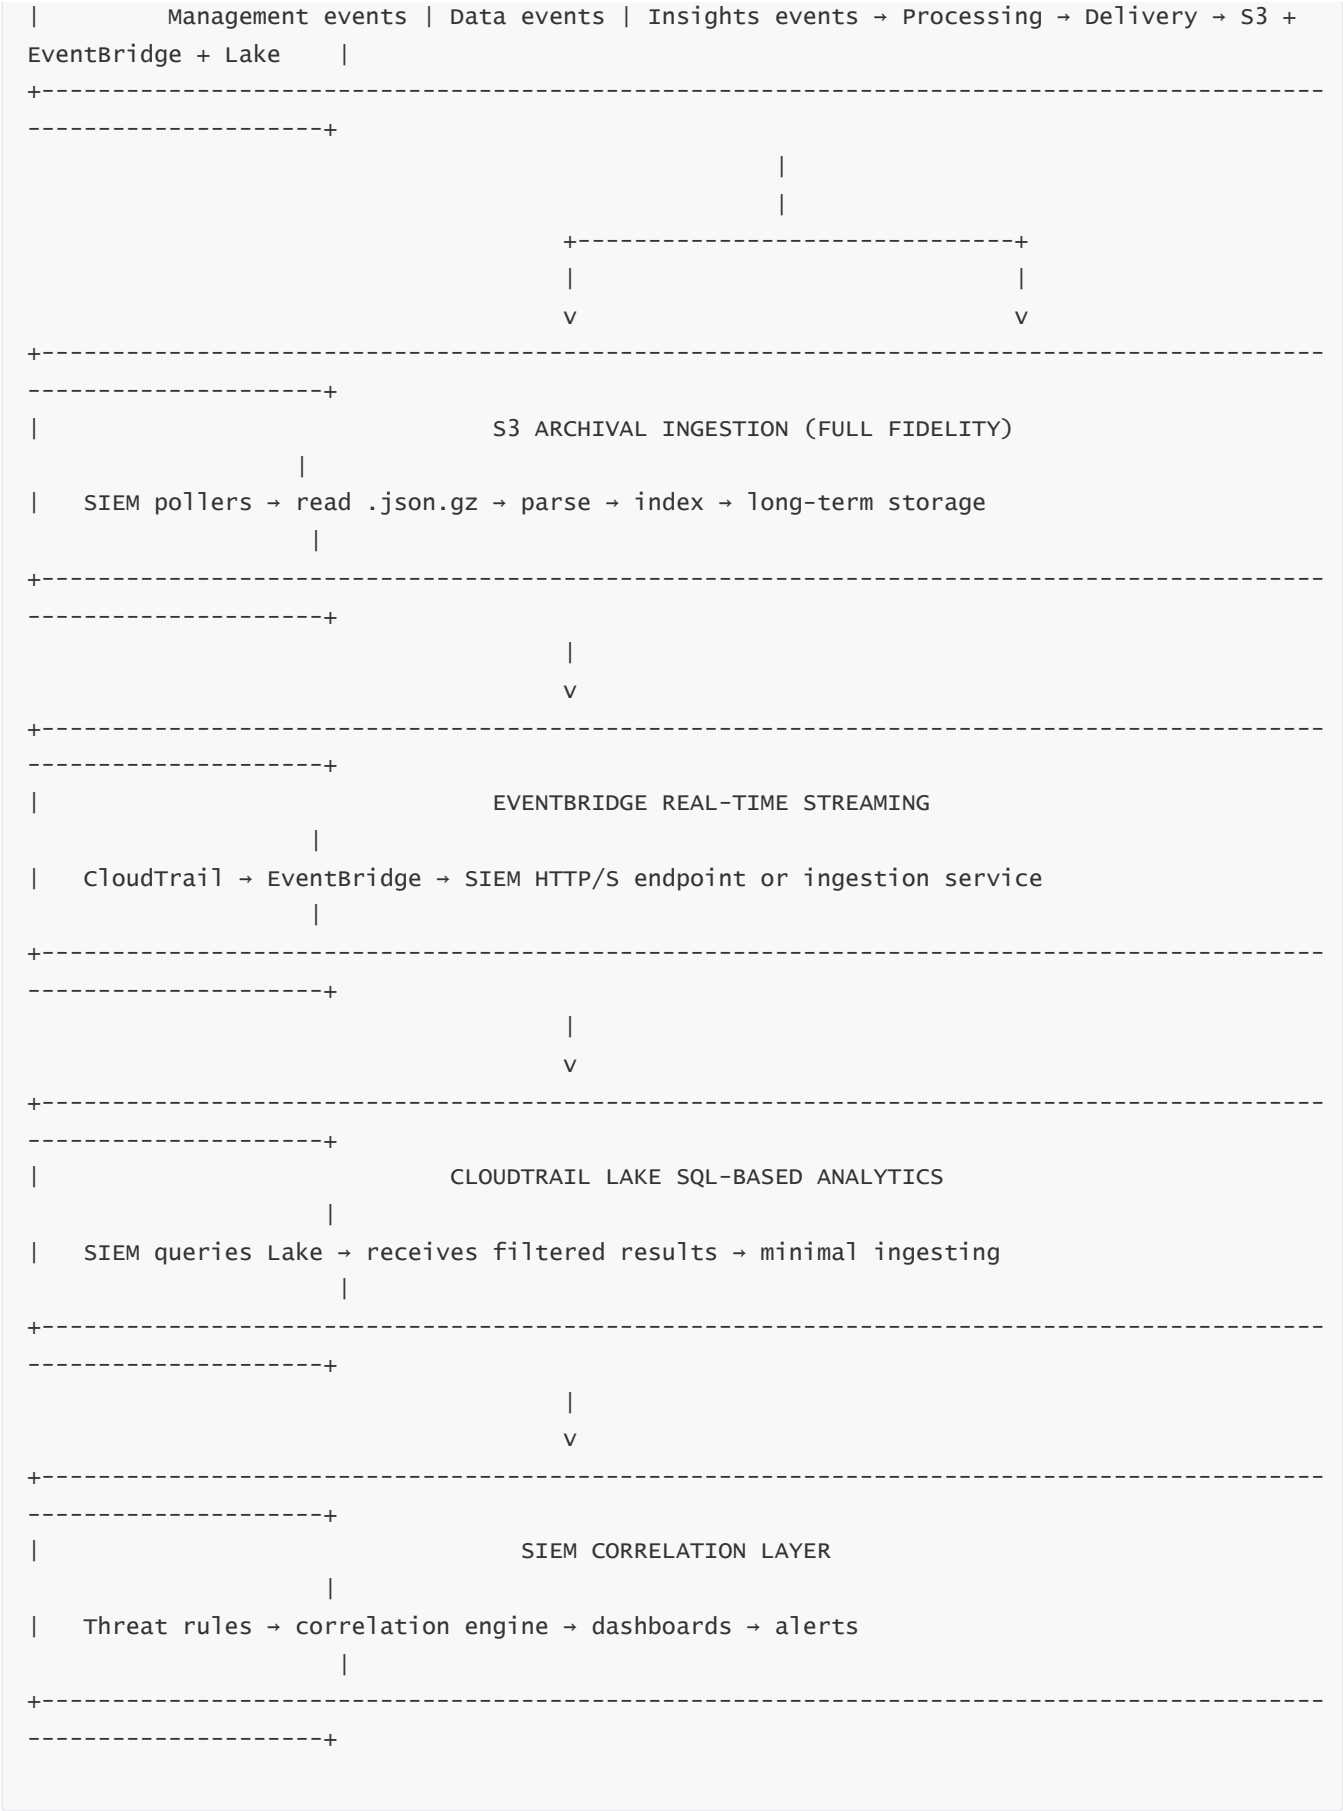 |         Management events | Data events | Insights events → Processing → Delivery → S3 +
EventBridge + Lake    |
+-------------------------------------------------------------------------------------------
---------------------+
                                                     |
                                                     |
                                      +-------------------------------+
                                      |                               |
                                      v                               v
+-------------------------------------------------------------------------------------------
---------------------+
|                                S3 ARCHIVAL INGESTION (FULL FIDELITY)
                   |
|   SIEM pollers → read .json.gz → parse → index → long-term storage
                    |
+-------------------------------------------------------------------------------------------
---------------------+
                                      |
                                      v
+-------------------------------------------------------------------------------------------
---------------------+
|                                EVENTBRIDGE REAL-TIME STREAMING
                    |
|   CloudTrail → EventBridge → SIEM HTTP/S endpoint or ingestion service
                    |
+-------------------------------------------------------------------------------------------
---------------------+
                                      |
                                      v
+-------------------------------------------------------------------------------------------
---------------------+
|                             CLOUDTRAIL LAKE SQL-BASED ANALYTICS
                     |
|   SIEM queries Lake → receives filtered results → minimal ingesting
                      |
+-------------------------------------------------------------------------------------------
---------------------+
                                      |
                                      v
+-------------------------------------------------------------------------------------------
---------------------+
|                                  SIEM CORRELATION LAYER
                     |
|   Threat rules → correlation engine → dashboards → alerts
                      |
+-------------------------------------------------------------------------------------------
---------------------+